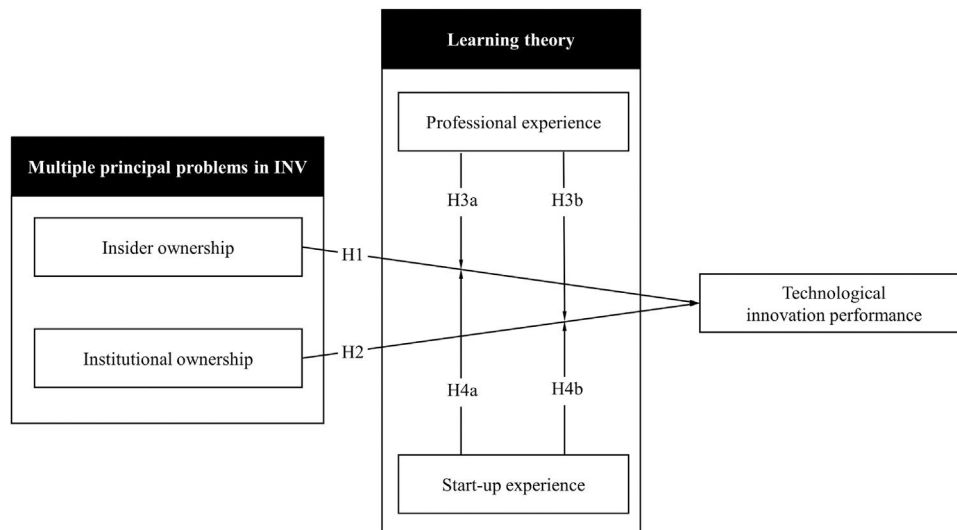 Learning theory
Professional experience
Multiple principal problems in INV
H3a
H3b
Insider ownership
H1
Technological
innovation performance
Institutional ownership
H2
H4a
H4b
Start-up experience